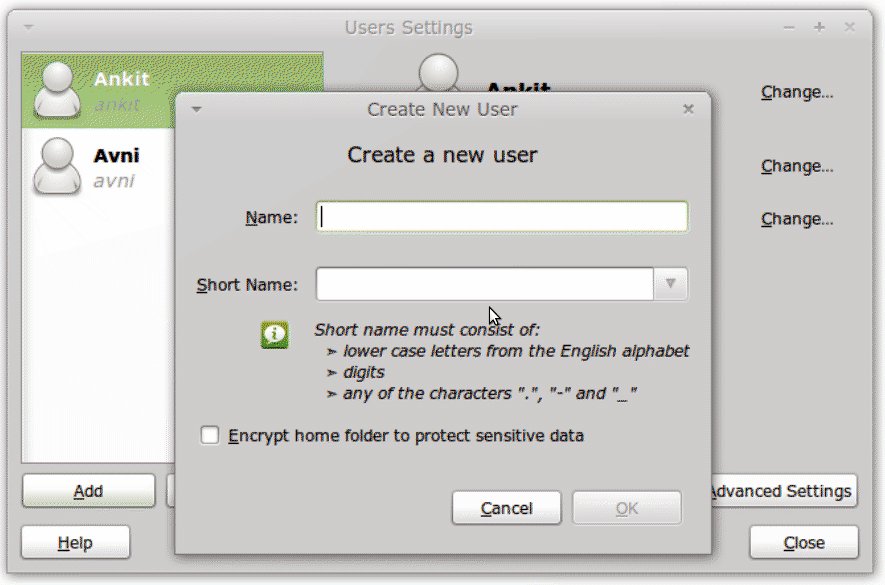 Users Settings
Ankit
ankit
Avni
avni
Ankit
Change...
Change...
Change...
Create New User
Create a new user
Name:
Short Name:
Short name must consist of:
➣ lower case letters from the English alphabet
➣ digits
➣ any of the characters ".", "-" and "_"
Encrypt home folder to protect sensitive data
Cancel
OK
Add
Advanced Settings
Help
Close